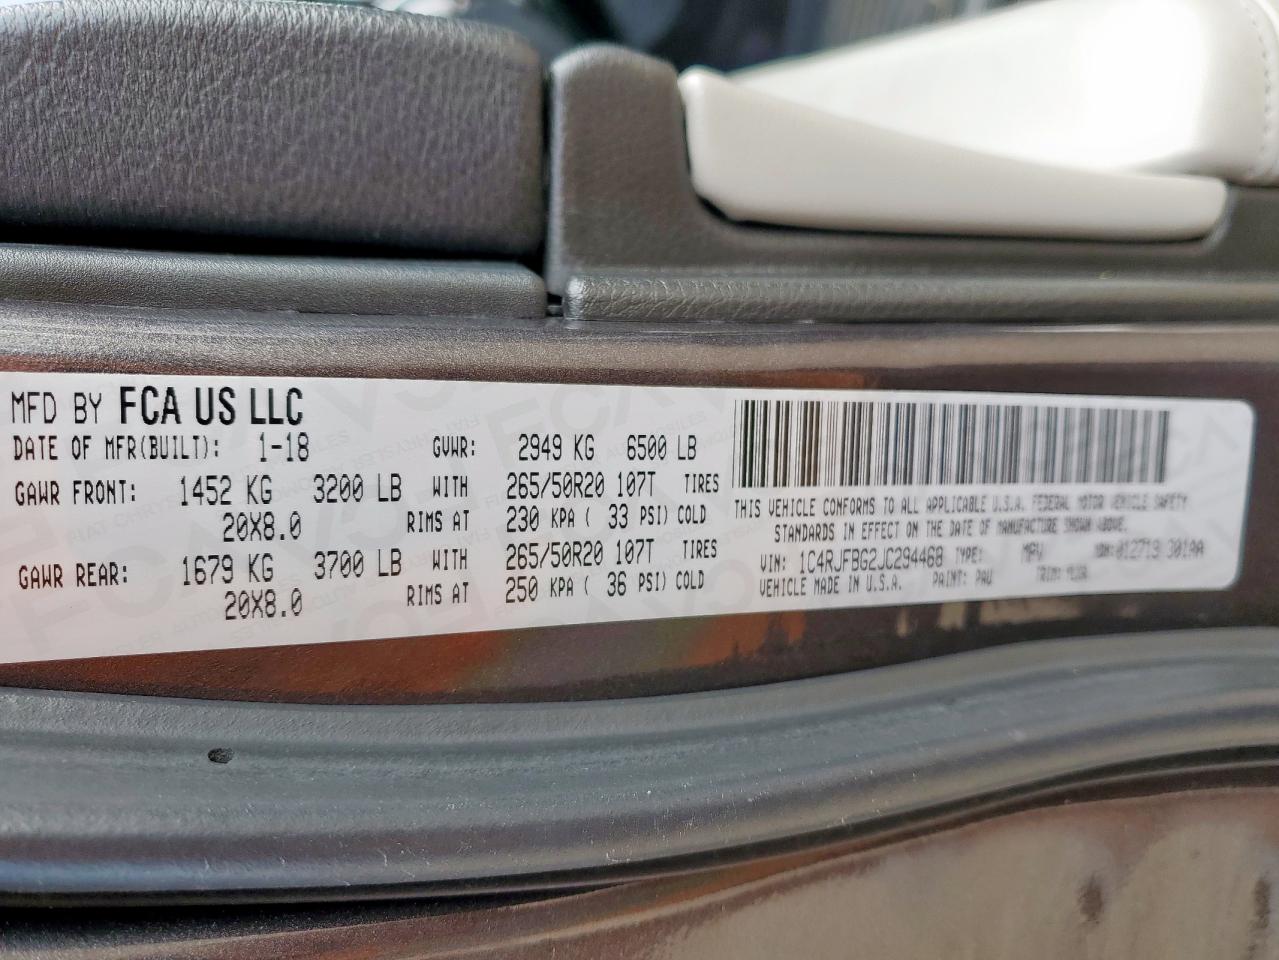 MFD BY FCA US LLC
DATE OF MFR(BUILT): 1-18 GVWR: 2949 KG 6500 LB
GAWR FRONT: 1452 KG 3200 LB WITH 265/50R20 107T TIRES
20X8.0 RIMS AT 230 KPA ( 33 PSI) COLD
GAWR REAR: 1679 KG 3700 LB WITH 265/50R20 107T TIRES
20X8.0 RIMS AT 250 KPA ( 36 PSI) COLD
THIS VEHICLE CONFORMS TO ALL APPLICABLE U.S.A. FEDERAL MOTOR VEHICLE SAFETY
STANDARDS IN EFFECT ON THE DATE OF MANUFACTURE SHOWN ABOVE.
VIN: 1C4RJFBG2JC294468 TYPE: MPV MDH: 012719 301AA
VEHICLE MADE IN U.S.A. PAINT: PAU TRIM: